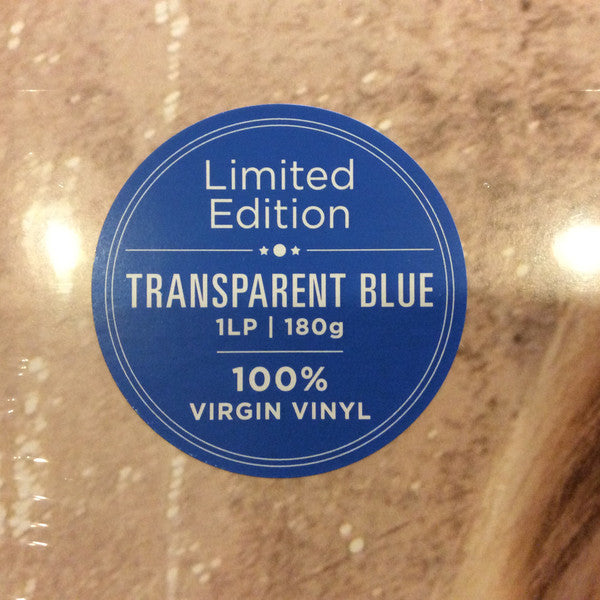 Limited
Edition
TRANSPARENT BLUE
1LP | 180g
100%
VIRGIN VINYL